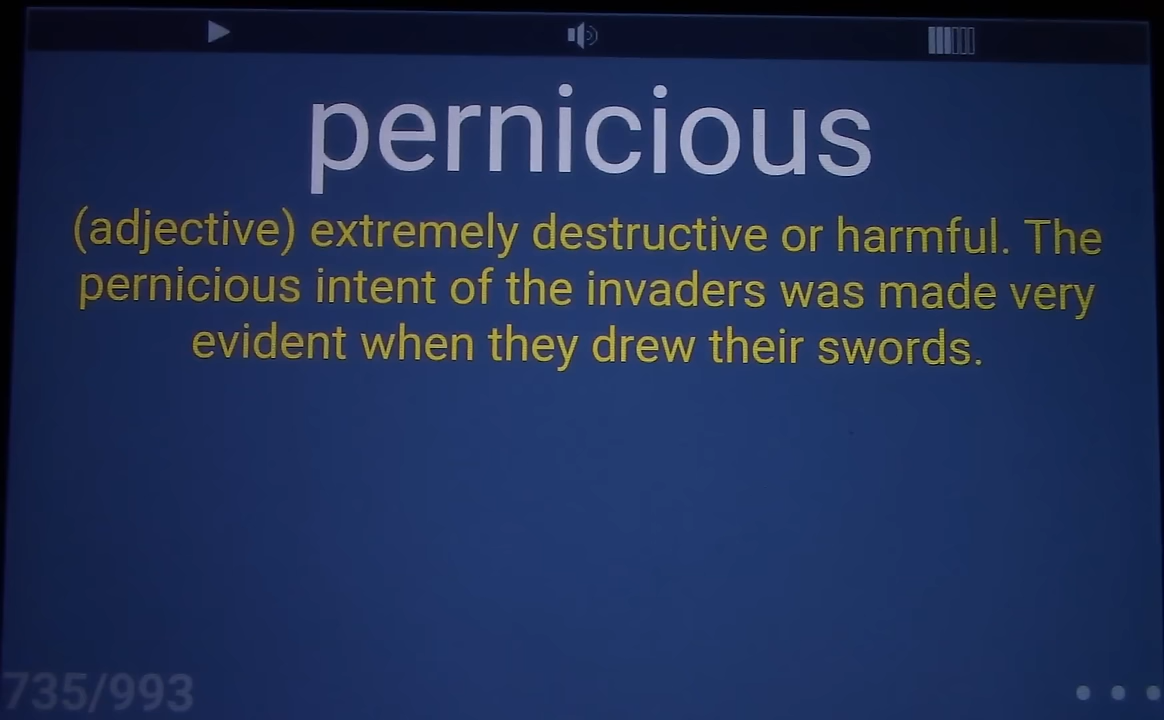 pernicious
(adjective) extremely destructive or harmful. The
pernicious intent of the invaders was made very
evident when they drew their swords.
735/993